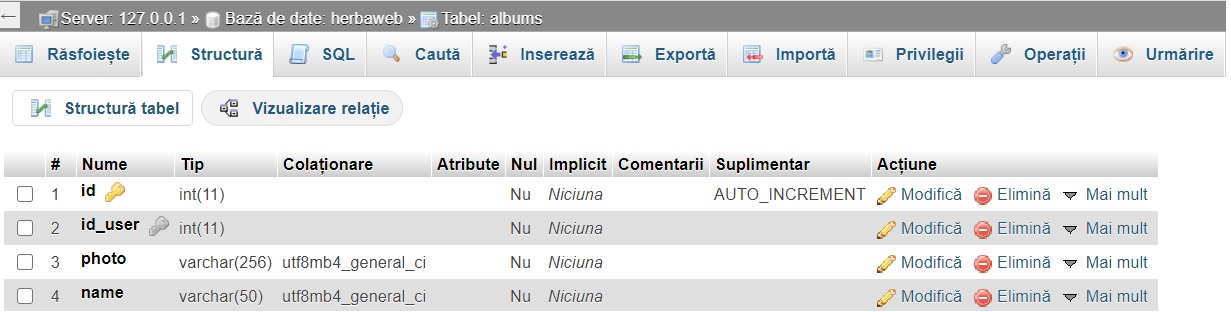 Server: 127.0.0.1 » Bază de date: herbaweb » Tabel: albums
Răsfoiește Structură SQL Caută Inserează Exportă Importă Privilegii Operații Urmărire
Structură tabel Vizualizare relație
# Nume Tip Colaționare Atribute Nul Implicit Comentarii Suplimentar Acțiune
1 id int(11) Nu Niciuna AUTO_INCREMENT Modifică Elimină Mai mult
2 id_user int(11) Nu Niciuna Modifică Elimină Mai mult
3 photo varchar(256) utf8mb4_general_ci Nu Niciuna Modifică Elimină Mai mult
4 name varchar(50) utf8mb4_general_ci Nu Niciuna Modifică Elimină Mai mult